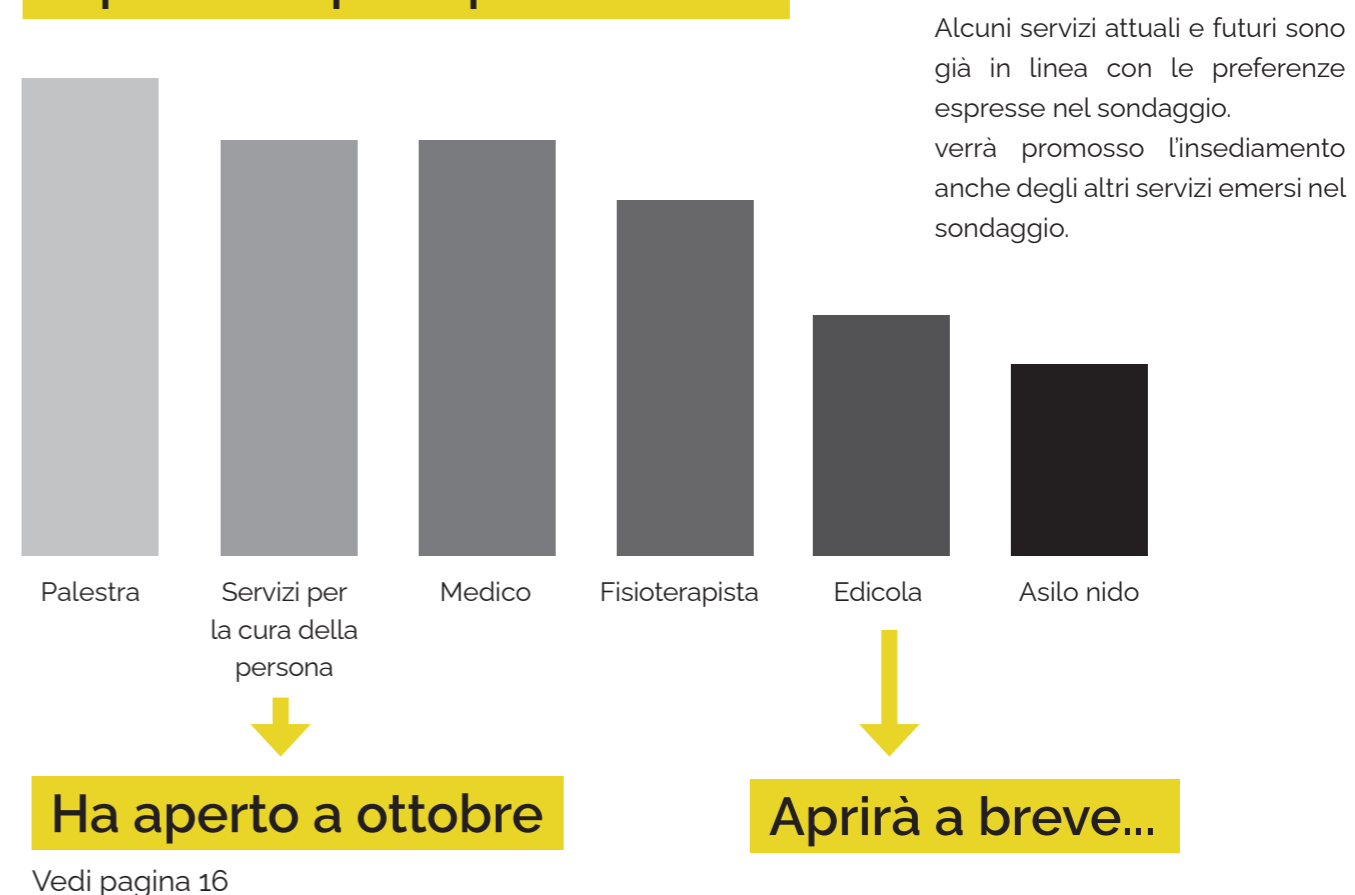 Alcuni servizi attuali e futuri sono
già in linea con le preferenze
espresse nel sondaggio.
verrà promosso l'insediamento
anche degli altri servizi emersi nel
sondaggio.
Palestra
Servizi per
la cura della
persona
Medico
Fisioterapista
Edicola
Asilo nido
Ha aperto a ottobre
Vedi pagina 16
Aprirà a breve...